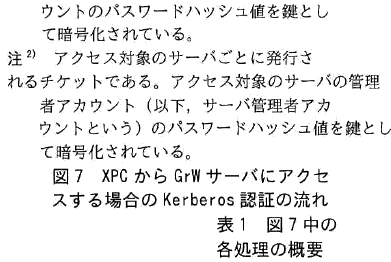 ウントのパスワードハッシュ値を鍵とし
て暗号化されている。
注2) アクセス対象のサーバごとに発行さ
れるチケットである。アクセス対象のサーバの管理
者アカウント（以下，サーバ管理者アカ
ウントという）のパスワードハッシュ値を鍵とし
て暗号化されている。
図7 XPC から GrW サーバにアクセ
スする場合の Kerberos 認証の流れ
表1 図7中の
各処理の概要